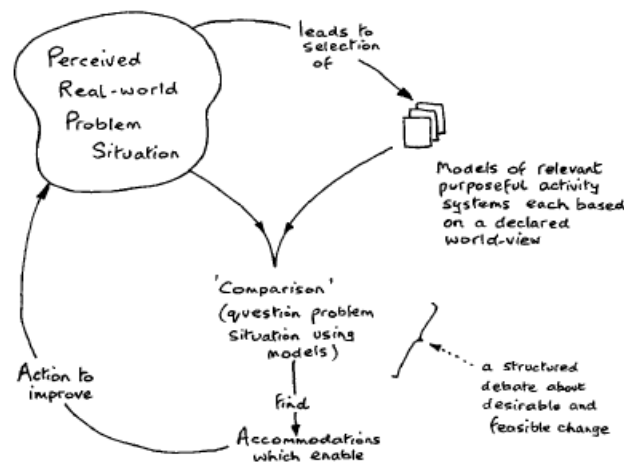 Perceived
Real-world
Problem
Situation
leads to
selection
of
Models of relevant
purposeful activity
systems each based
on a declared
world-view
'Comparison'
(question problem
situation using
models)
find
Accommodations
which enable
a structured
debate about
desirable and
feasible change
Action to
improve